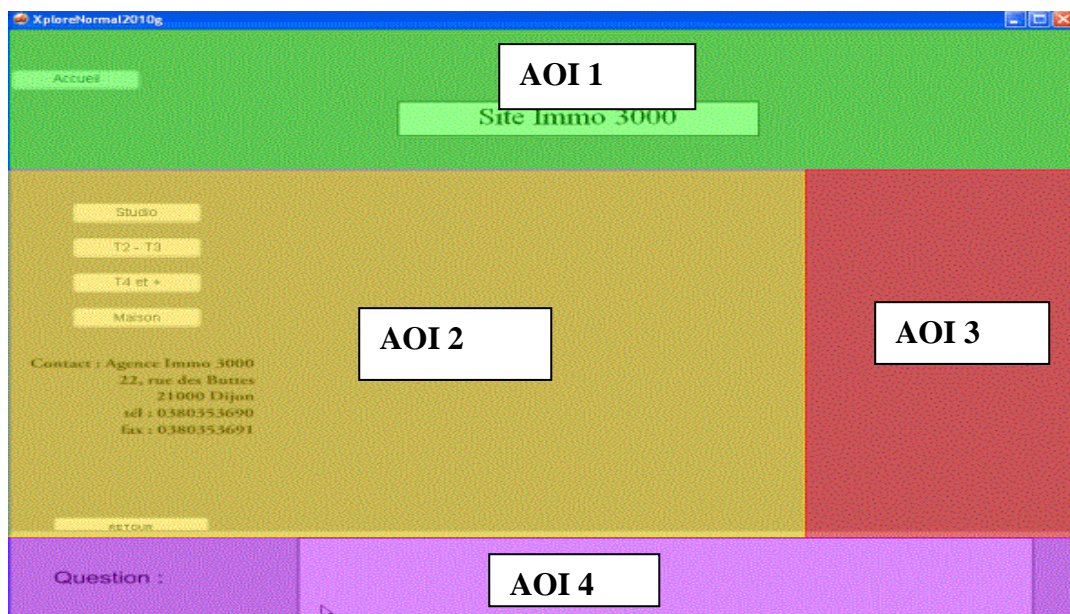 XploreNormal2010g
AOI 1
Accueil
Site Immo 3000
Studio
T2 - T3
T4 et +
Maison
AOI 2
AOI 3
Contact : Agence Immo 3000
22, rue des Buttes
21000 Dijon
tél : 0380353690
fax : 0380353691
RETOUR
Question :
AOI 4